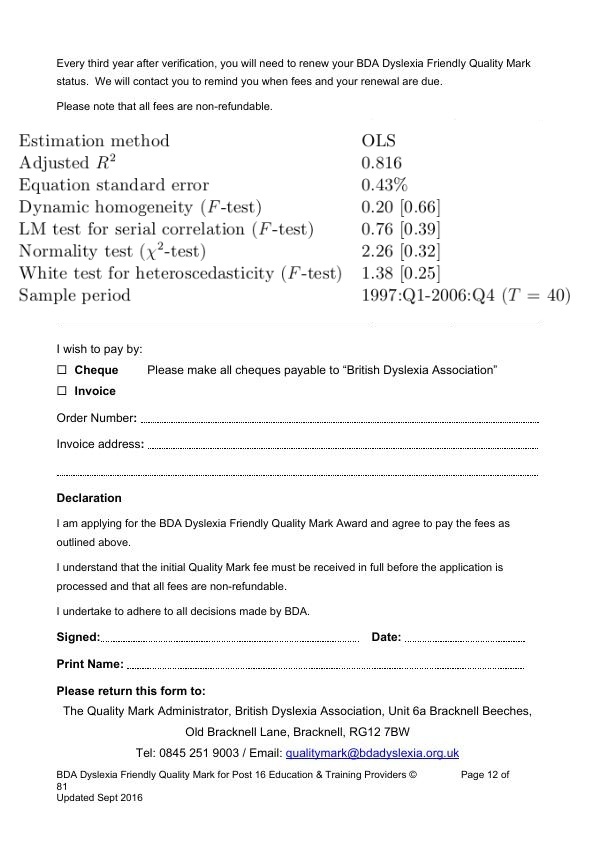 Every third year after verification, you will need to renew your BDA Dyslexia Friendly Quality Mark
status.  We will contact you to remind you when fees and your renewal are due.
Please note that all fees are non-refundable.
Estimation method OLS
Adjusted R² 0.816
Equation standard error 0.43%
Dynamic homogeneity (F-test) 0.20 [0.66]
LM test for serial correlation (F-test) 0.76 [0.39]
Normality test (χ²-test) 2.26 [0.32]
White test for heteroscedasticity (F-test) 1.38 [0.25]
Sample period 1997:Q1-2006:Q4 (T = 40)
I wish to pay by:
☐ Cheque Please make all cheques payable to “British Dyslexia Association”
☐ Invoice
Order Number:
Invoice address:
Declaration
I am applying for the BDA Dyslexia Friendly Quality Mark Award and agree to pay the fees as
outlined above.
I understand that the initial Quality Mark fee must be received in full before the application is
processed and that all fees are non-refundable.
I undertake to adhere to all decisions made by BDA.
Signed: Date:
Print Name:
Please return this form to:
The Quality Mark Administrator, British Dyslexia Association, Unit 6a Bracknell Beeches,
Old Bracknell Lane, Bracknell, RG12 7BW
Tel: 0845 251 9003 / Email: qualitymark@bdadyslexia.org.uk
BDA Dyslexia Friendly Quality Mark for Post 16 Education & Training Providers © Page 12 of
81
Updated Sept 2016